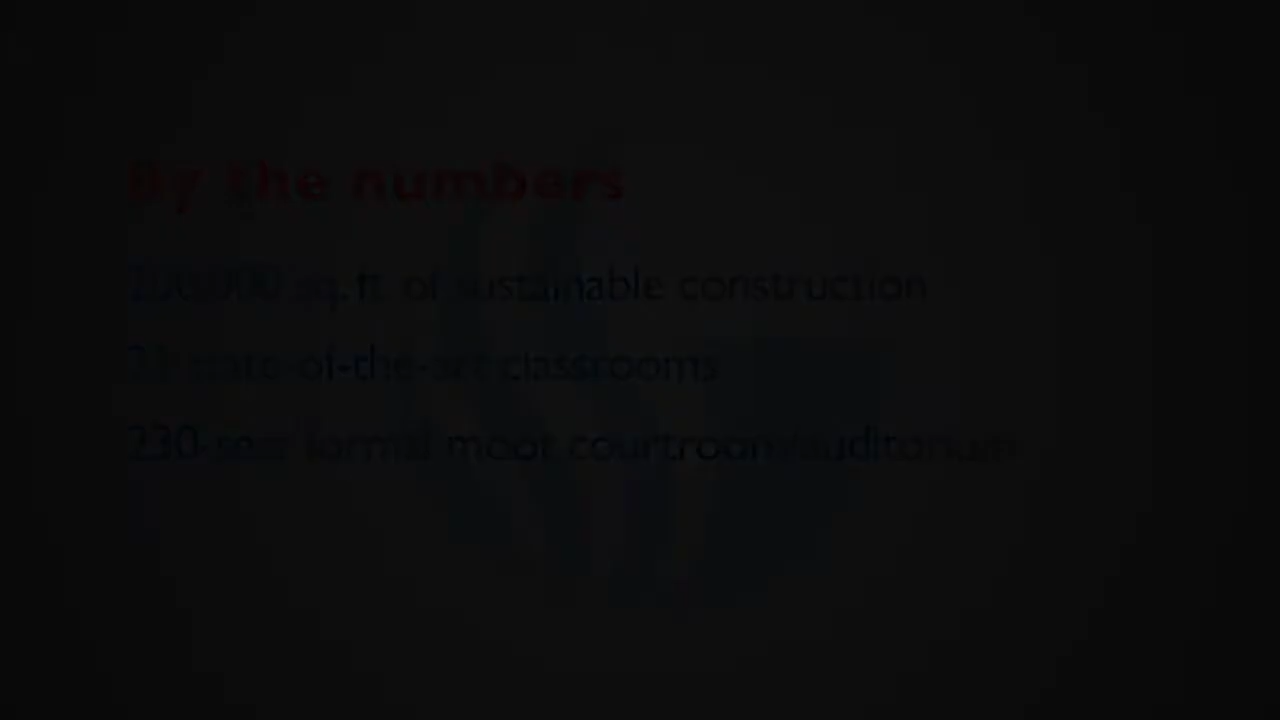 By the numbers
sq. ft. of sustainable construction
state-of-the-art classrooms
230-seat formal moot courtroom/auditorium